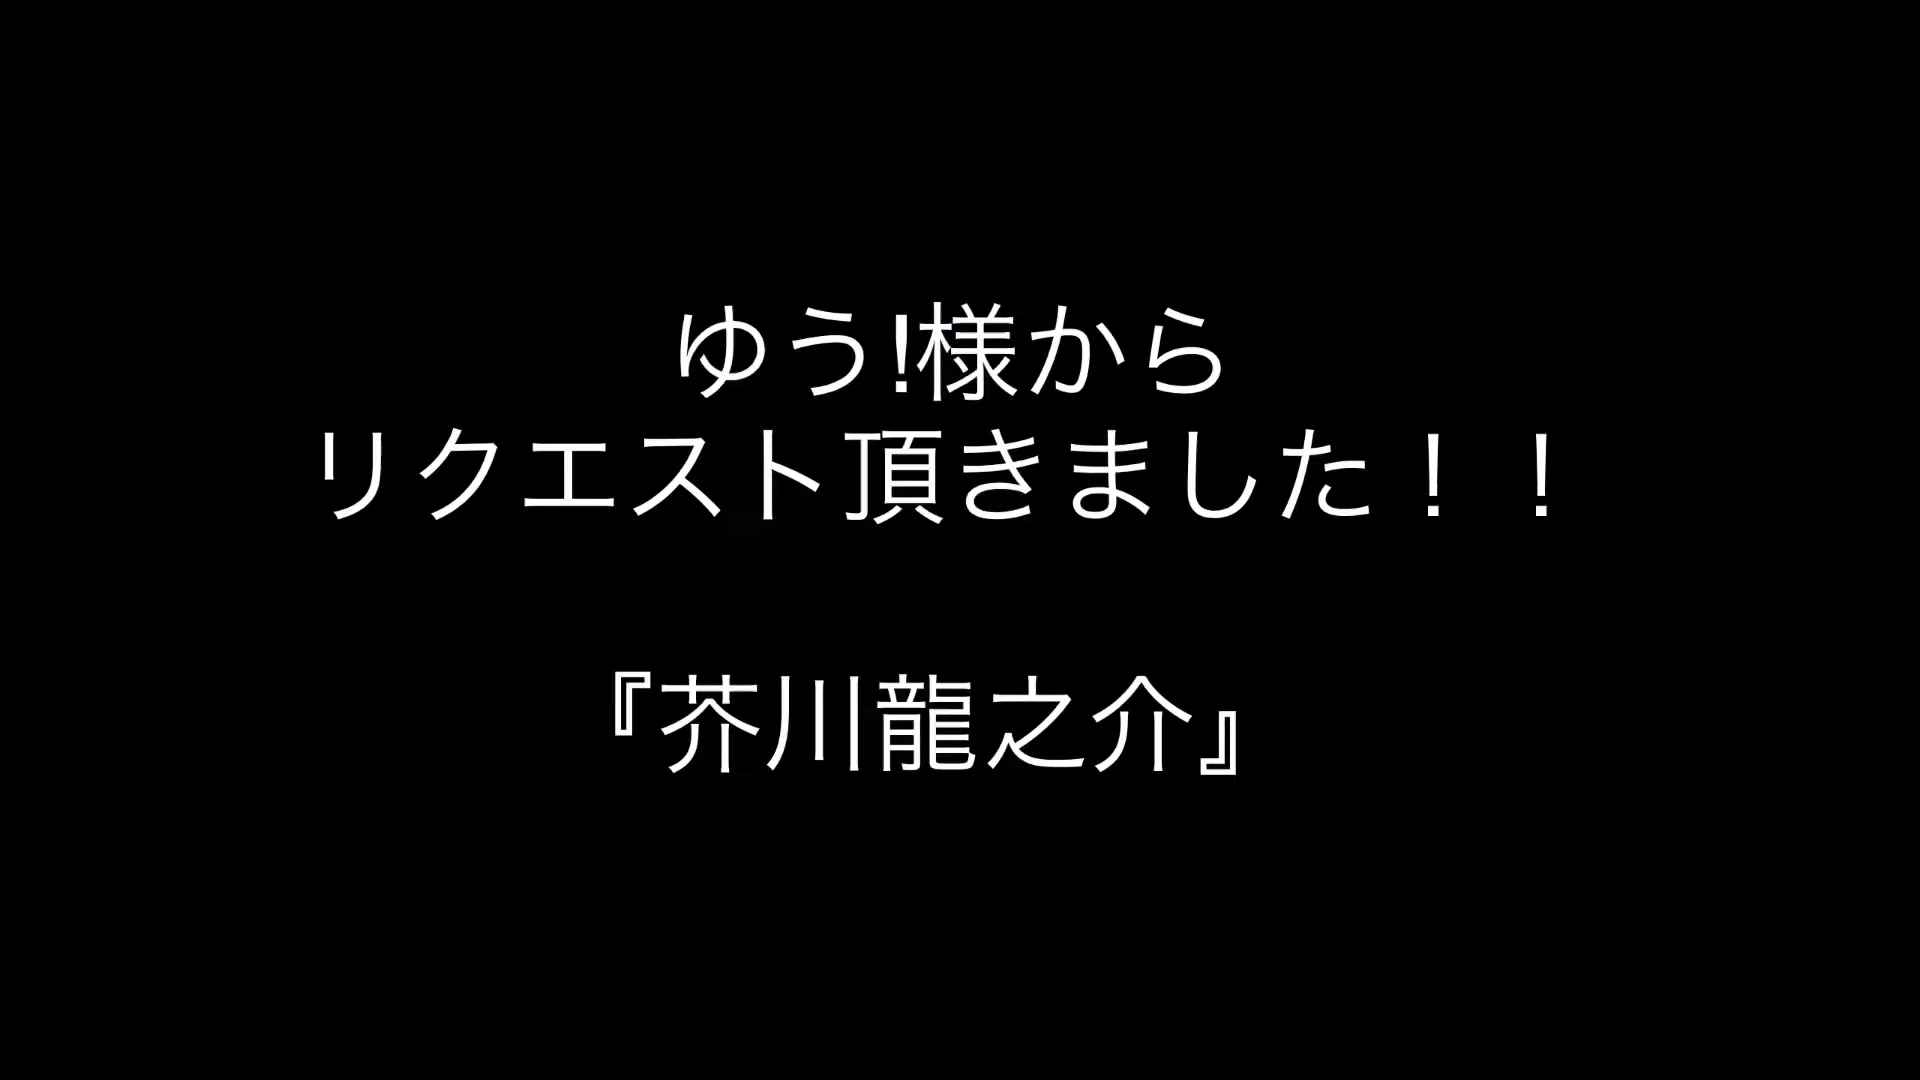 ゆう!様から
リクエスト頂きました！！
『芥川龍之介』